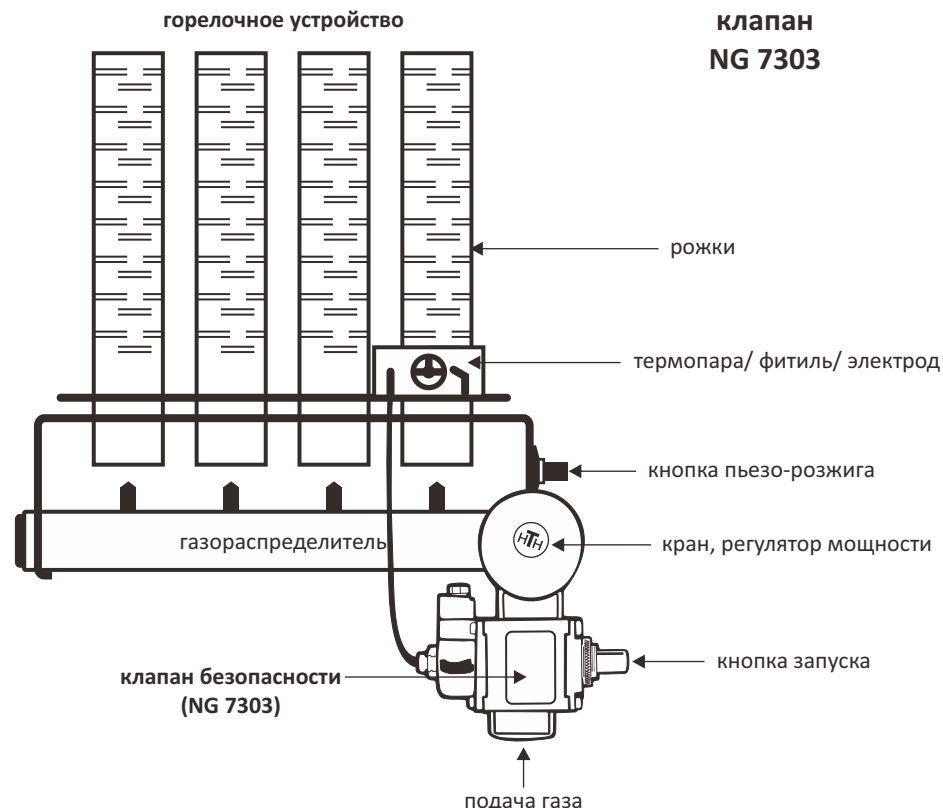 горелочное устройство
клапан
NG 7303
рожки
термопара/ фитиль/ электрод
кнопка пьезо-розжига
газораспределитель
НТН
кран, регулятор мощности
кнопка запуска
клапан безопасности
(NG 7303)
подача газа